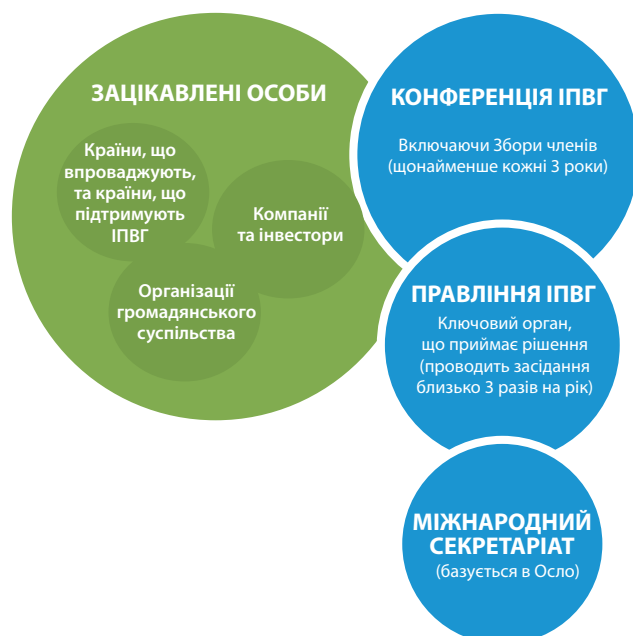 ЗАЦІКАВЛЕНІ ОСОБИ
Країни, що
впроваджують,
та країни, що
підтримують
ІПВГ
Компанії
та інвестори
Організації
громадянського
суспільства
КОНФЕРЕНЦІЯ ІПВГ
Включаючи Збори членів
(щонайменше кожні 3 роки)
ПРАВЛІННЯ ІПВГ
Ключовий орган,
що приймає рішення
(проводить засідання
близько 3 разів на рік)
МІЖНАРОДНИЙ
СЕКРЕТАРІАТ
(базується в Осло)